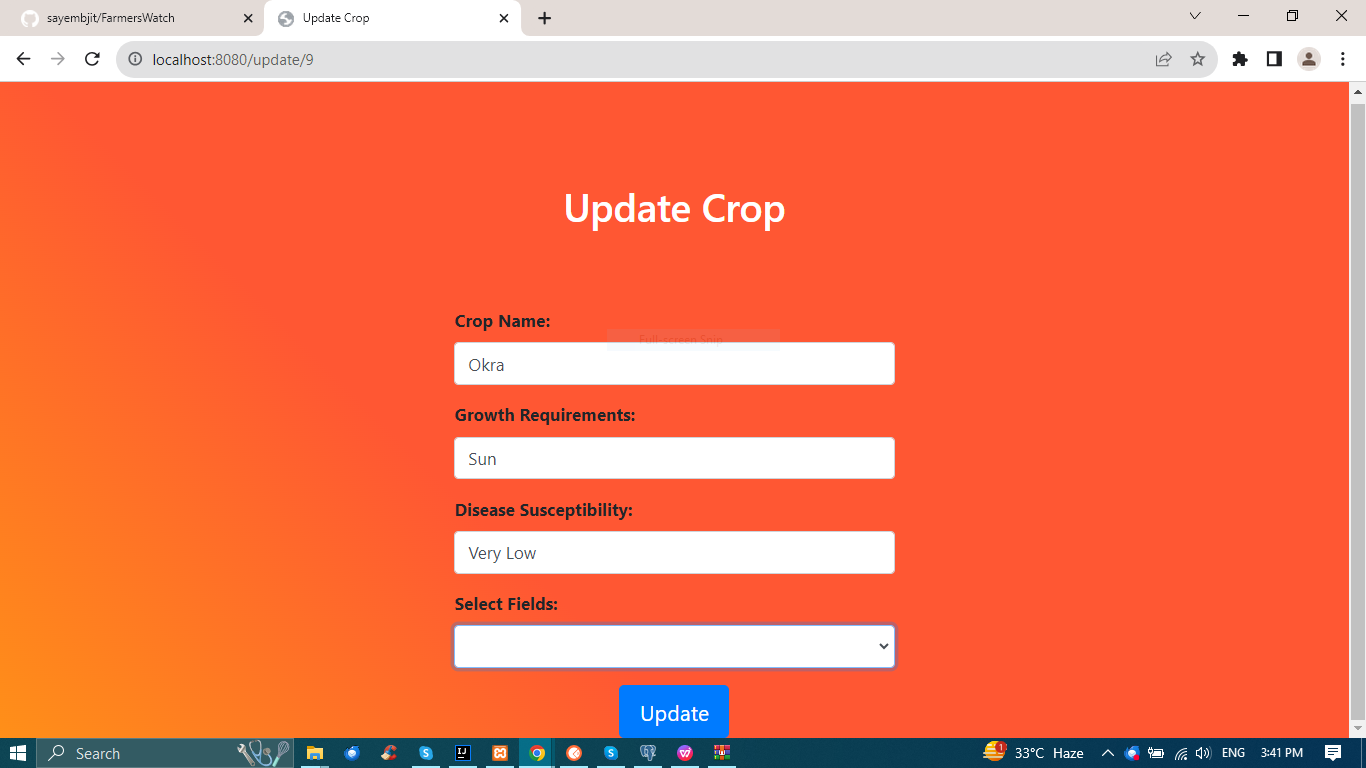 sayembjit/FarmersWatch
Update Crop
localhost:8080/update/9
Update Crop
Crop Name:
Full-screen Snip
Okra
Growth Requirements:
Sun
Disease Susceptibility:
Very Low
Select Fields:
Update
Search
1
33°C Haze
ENG
3:41 PM